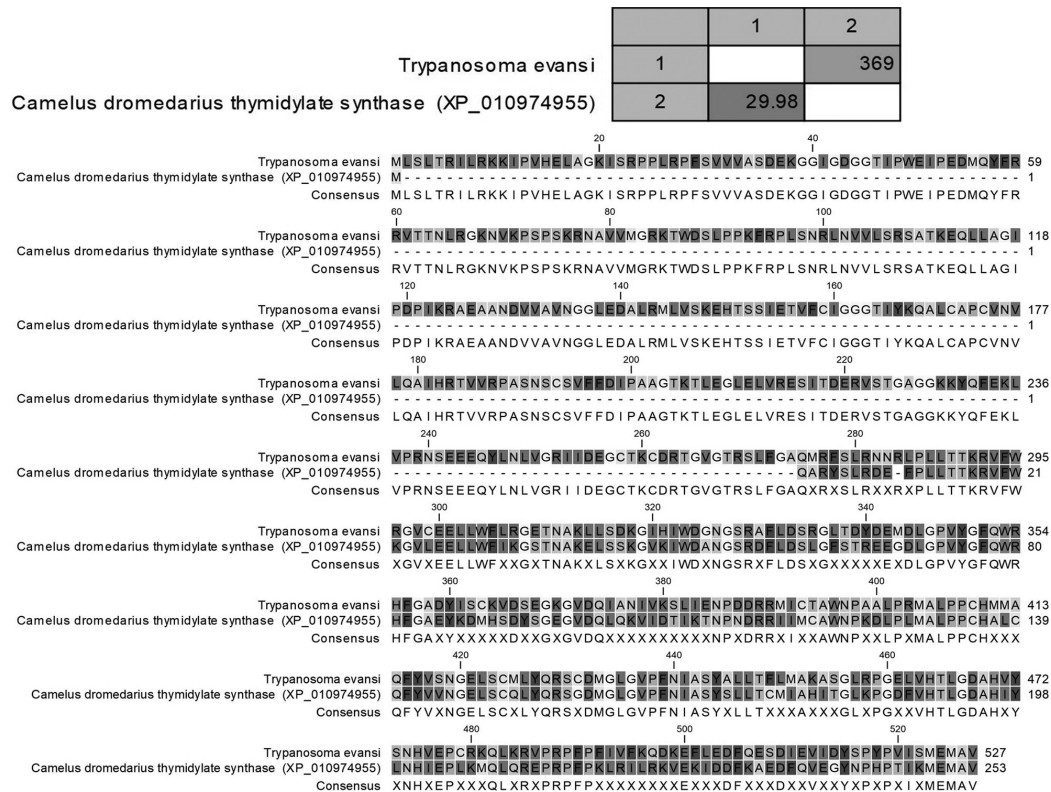 1 2
Trypanosoma evansi 1 369
Camelus dromedarius thymidylate synthase (XP_010974955) 2 29.98
20 40
Trypanosoma evansi MLSLTRILRKKIPVHELAGKISRPPLRPFSVVVASDEKGGIGDGGTIPWEIPEDMQYFR 59
Camelus dromedarius thymidylate synthase (XP_010974955) M---------------------------------------------------------- 1
Consensus MLSLTRILRKKIPVHELAGKISRPPLRPFSVVVASDEKGGIGDGGTIPWEIPEDMQYFR
60 80 100
Trypanosoma evansi RVTTNLRGKNVKPSPSKRNAVVMGRKTWDSLPPKFRPLSNRLNVVLSRSATKEQLLAGI 118
Camelus dromedarius thymidylate synthase (XP_010974955) ----------------------------------------------------------- 1
Consensus RVTTNLRGKNVKPSPSKRNAVVMGRKTWDSLPPKFRPLSNRLNVVLSRSATKEQLLAGI
120 140 160
Trypanosoma evansi PDPIKRAEAANDVVAVNGGLEDALRMLVSKEHTSSIETVFCIGGGTIYKQALCAPCVNV 177
Camelus dromedarius thymidylate synthase (XP_010974955) ----------------------------------------------------------- 1
Consensus PDPIKRAEAANDVVAVNGGLEDALRMLVSKEHTSSIETVFCIGGGTIYKQALCAPCVNV
180 200 220
Trypanosoma evansi LQAIHRTVVRPASNSCSVFFDIPAAGTKTLEGLELVRESITDERVSTGAGGKKYQFEKL 236
Camelus dromedarius thymidylate synthase (XP_010974955) ----------------------------------------------------------- 1
Consensus LQAIHRTVVRPASNSCSVFFDIPAAGTKTLEGLELVRESITDERVSTGAGGKKYQFEKL
240 260 280
Trypanosoma evansi VPRNSEEEQYLNLVGRIIDEGCTKCDRTGVGTRSLFGAQMRFSLRNNRLPLLTTKRVFW 295
Camelus dromedarius thymidylate synthase (XP_010974955) --------------------------------------QARYSLRDE-FPLLTTKRVFW 21
Consensus VPRNSEEEQYLNLVGRIIDEGCTKCDRTGVGTRSLFGAQXRXSLRXXRXPLLTTKRVFW
300 320 340
Trypanosoma evansi RGVCEELLWFLRGETNAKLLSDKGIHIWDGNGSRAFLDSRGLTDYDEMDLGPVYGFQWR 354
Camelus dromedarius thymidylate synthase (XP_010974955) KGVLEELLWFIKGSTNAKELSSKGVKIWDANGSRDFLDSLGFSTREEGDLGPVYGFQWR 80
Consensus XGVXEELLWFXXGXTNAKXLSXKGXXIWDXNGSRXFLDSXGXXXXXEXDLGPVYGFQWR
360 380 400
Trypanosoma evansi HFGADYISCKVDSEGKGVDQIANIVKSLIENPDDRRMICTAWNPAALPRMALPPCHMMA 413
Camelus dromedarius thymidylate synthase (XP_010974955) HFGAEYKDMHSDYSGEGVDQLQKVIDTIKTNPNDRRIIMCAWNPKDLPLMALPPCHALC 139
Consensus HFGAXYXXXXXDXXGXGVDQXXXXXXXXXXNPXDRRXIXXAWNPXXLPXMALPPCHXXX
420 440 460
Trypanosoma evansi QFYVSNGELSCMLYQRSCDMGLGVPFNIASYALLTFLMAKASGLRPGELVHTLGDAHVY 472
Camelus dromedarius thymidylate synthase (XP_010974955) QFYVVNGELSCQLYQRSGDMGLGVPFNIASYSLLTCMIAHITGLKPGDFVHTLGDAHIY 198
Consensus QFYVXNGELSCXLYQRSXDMGLGVPFNIASYXLLTXXXAXXXGLXPGXXVHTLGDAHXY
480 500 520
Trypanosoma evansi SNHVEPCRKQLKRVPRPFPFIVFKQDKEFLEDFQESDIEVIDYSPYPVISMEMAV 527
Camelus dromedarius thymidylate synthase (XP_010974955) LNHIEPLKMQLQREPRPFPKLRILRKVEKIDDFKAEDFQVEGYNPHPTIKMEMAV 253
Consensus XNHXEPXXXQLXRXPRPFPXXXXXXXXEXXXDFXXXDXXVXXYXPXPXIXMEMAV